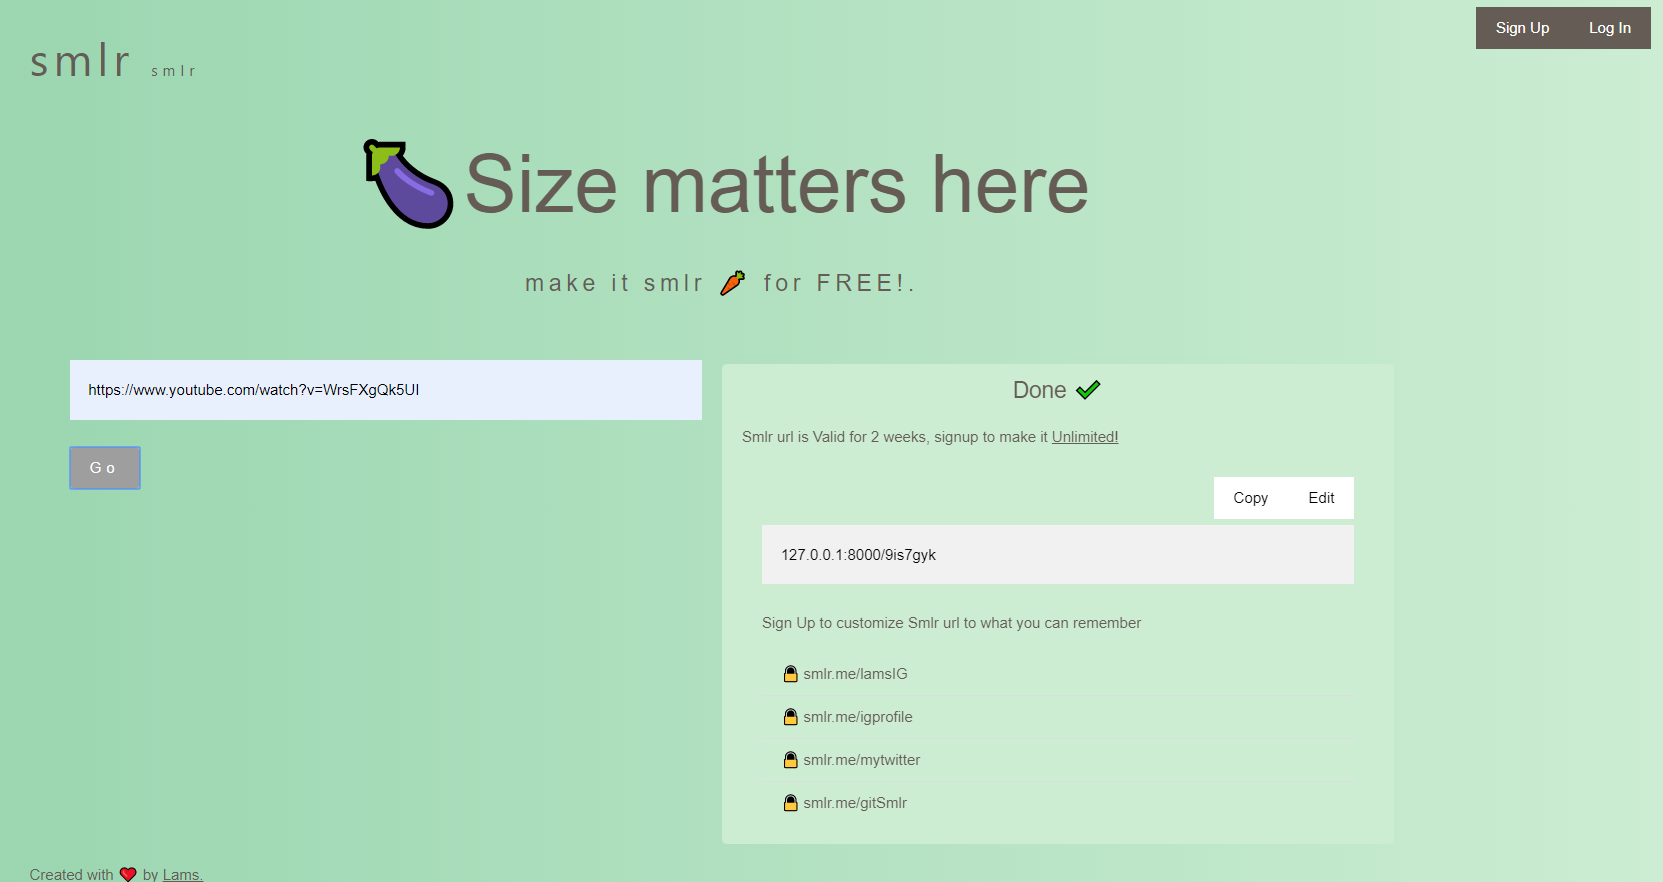 Sign Up Log In
smlr smlr
Size matters here
make it smlr 🥕 for FREE!.
https://www.youtube.com/watch?v=WrsFXgQk5UI
Go
Done ✔
Smlr url is Valid for 2 weeks, signup to make it Unlimited!
Copy Edit
127.0.0.1:8000/9is7gyk
Sign Up to customize Smlr url to what you can remember
smlr.me/lamsIG
smlr.me/igprofile
smlr.me/mytwitter
smlr.me/gitSmlr
Created with ❤ by Lams.